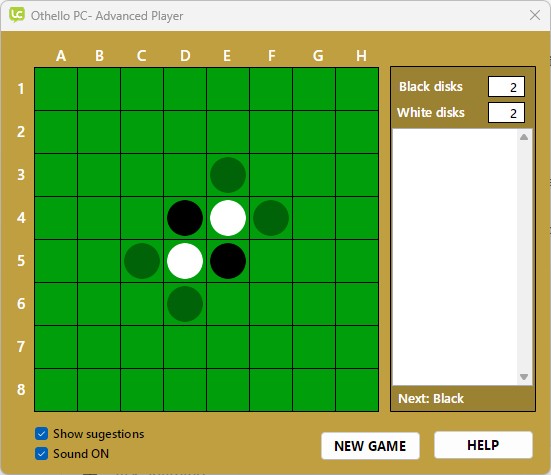 LC Othello PC- Advanced Player
A B C D E F G H
1
2
3
4
5
6
7
8
Black disks 2
White disks 2
Next: Black
Show sugestions
Sound ON
NEW GAME
HELP